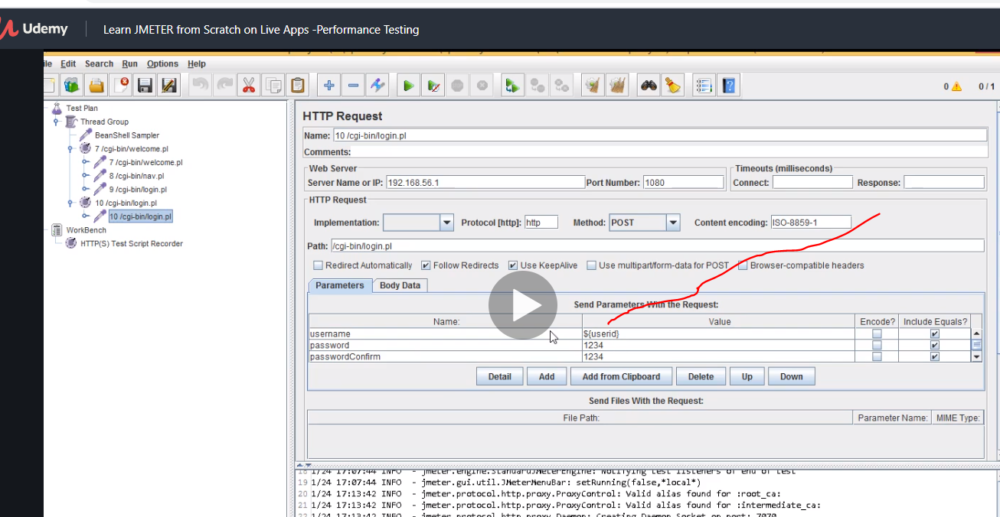 Udemy
Learn JMETER from Scratch on Live Apps -Performance Testing
ile Edit Search Run Options Help
0 0 / 1
Test Plan
Thread Group
BeanShell Sampler
7 /cgi-bin/welcome.pl
7 /cgi-bin/welcome.pl
8 /cgi-bin/nav.pl
9 /cgi-bin/login.pl
10 /cgi-bin/login.pl
10 /cgi-bin/login.pl
WorkBench
HTTP(S) Test Script Recorder
HTTP Request
Name: 10 /cgi-bin/login.pl
Comments:
Web Server
Timeouts (milliseconds)
Server Name or IP: 192.168.56.1 Port Number: 1080 Connect: Response:
HTTP Request
Implementation: Protocol [http]: http Method: POST Content encoding: ISO-8859-1
Path: /cgi-bin/login.pl
Redirect Automatically Follow Redirects Use KeepAlive Use multipart/form-data for POST Browser-compatible headers
Parameters Body Data
Send Parameters With the Request:
Name: Value Encode? Include Equals?
username ${userid}
password 1234
passwordConfirm 1234
Detail Add Add from Clipboard Delete Up Down
Send Files With the Request:
File Path: Parameter Name: MIME Type:
18 1/24 17:07:44 INFO - jmeter.engine.StandardJMeterEngine: Notifying test listeners of end of test
19 1/24 17:07:44 INFO - jmeter.gui.util.JMeterMenuBar: setRunning(false,*local*)
20 1/24 17:13:42 INFO - jmeter.protocol.http.proxy.ProxyControl: Valid alias found for :root_ca:
21 1/24 17:13:42 INFO - jmeter.protocol.http.proxy.ProxyControl: Valid alias found for :intermediate_ca:
22 1/24 17:13:42 INFO - jmeter.protocol.http.proxy.Daemon: Creating Daemon Socket on port: 7070